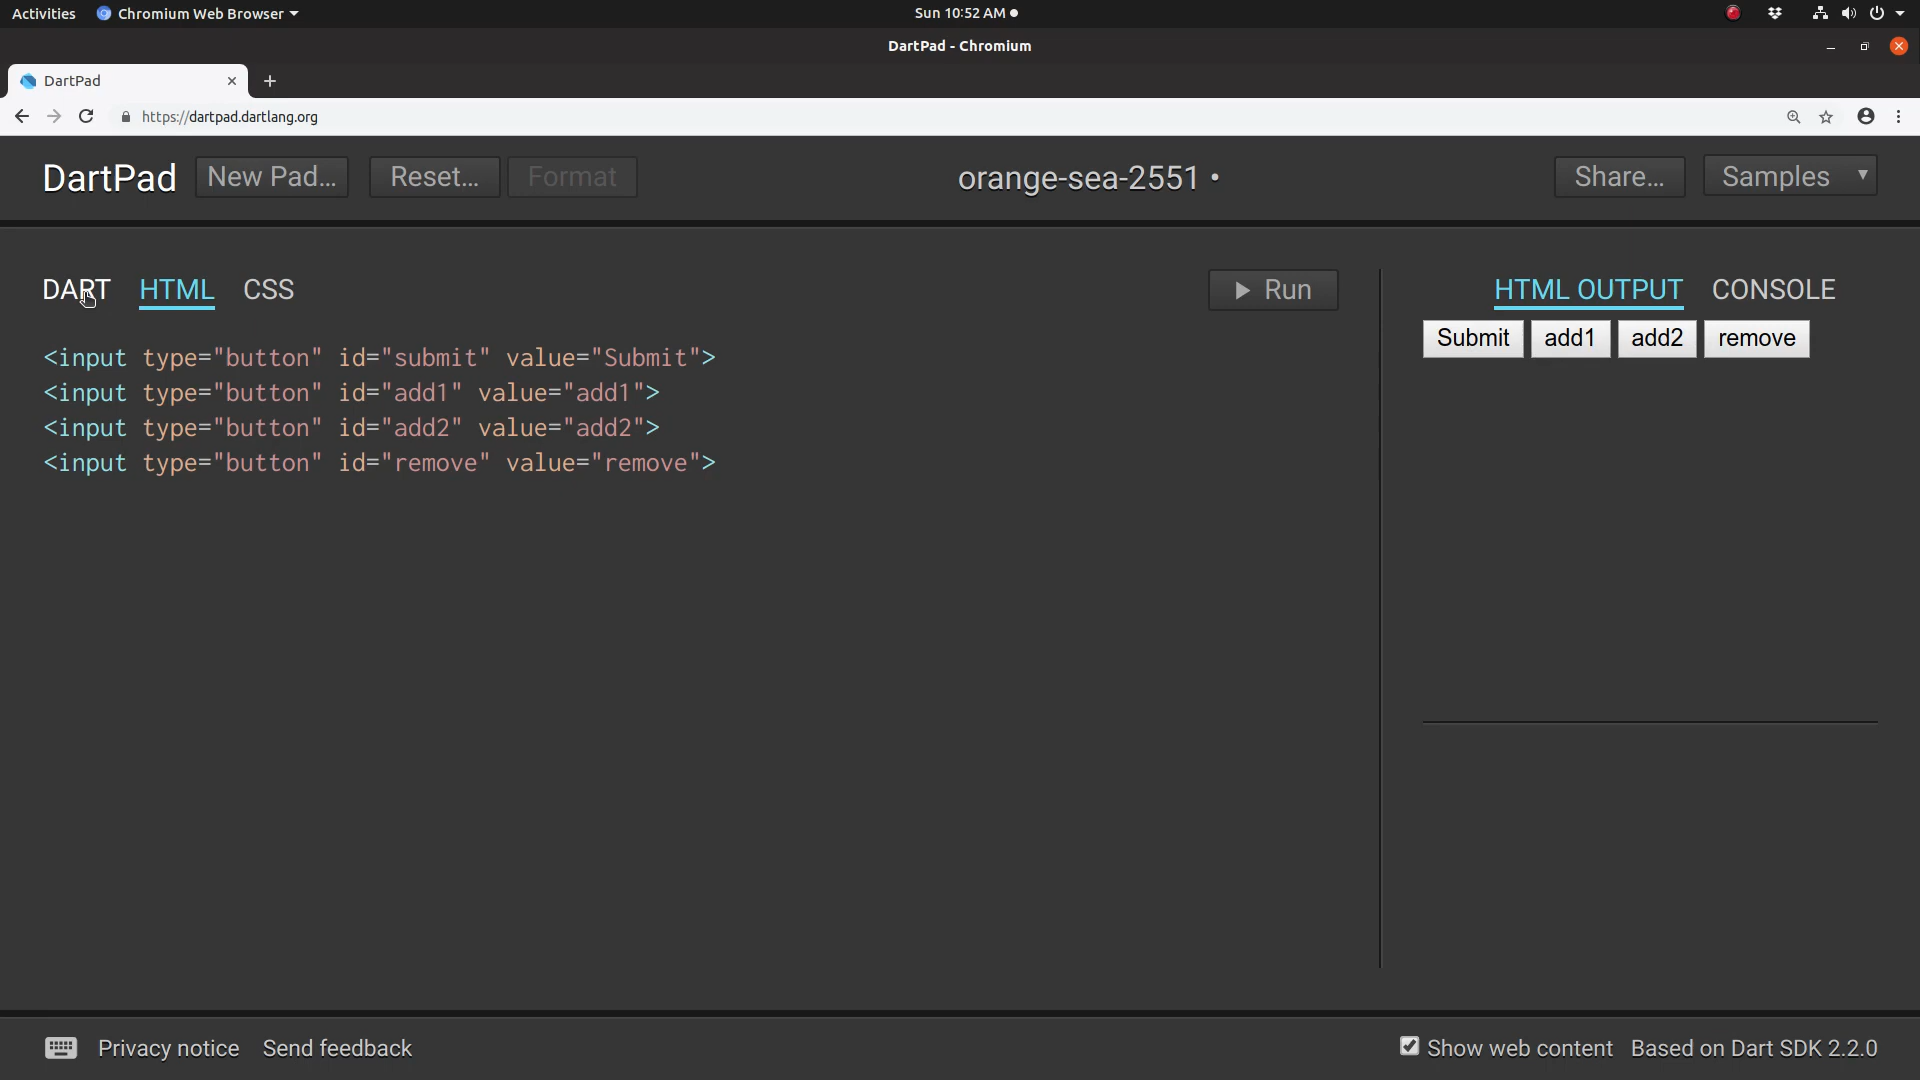 Activities Chromium Web Browser Sun 10:52 AM
DartPad - Chromium
DartPad
https://dartpad.dartlang.org
DartPad New Pad... Reset... Format orange-sea-2551 • Share... Samples
DART HTML CSS Run HTML OUTPUT CONSOLE
Submit add1 add2 remove
<input type="button" id="submit" value="Submit">
<input type="button" id="add1" value="add1">
<input type="button" id="add2" value="add2">
<input type="button" id="remove" value="remove">
Privacy notice Send feedback Show web content Based on Dart SDK 2.2.0